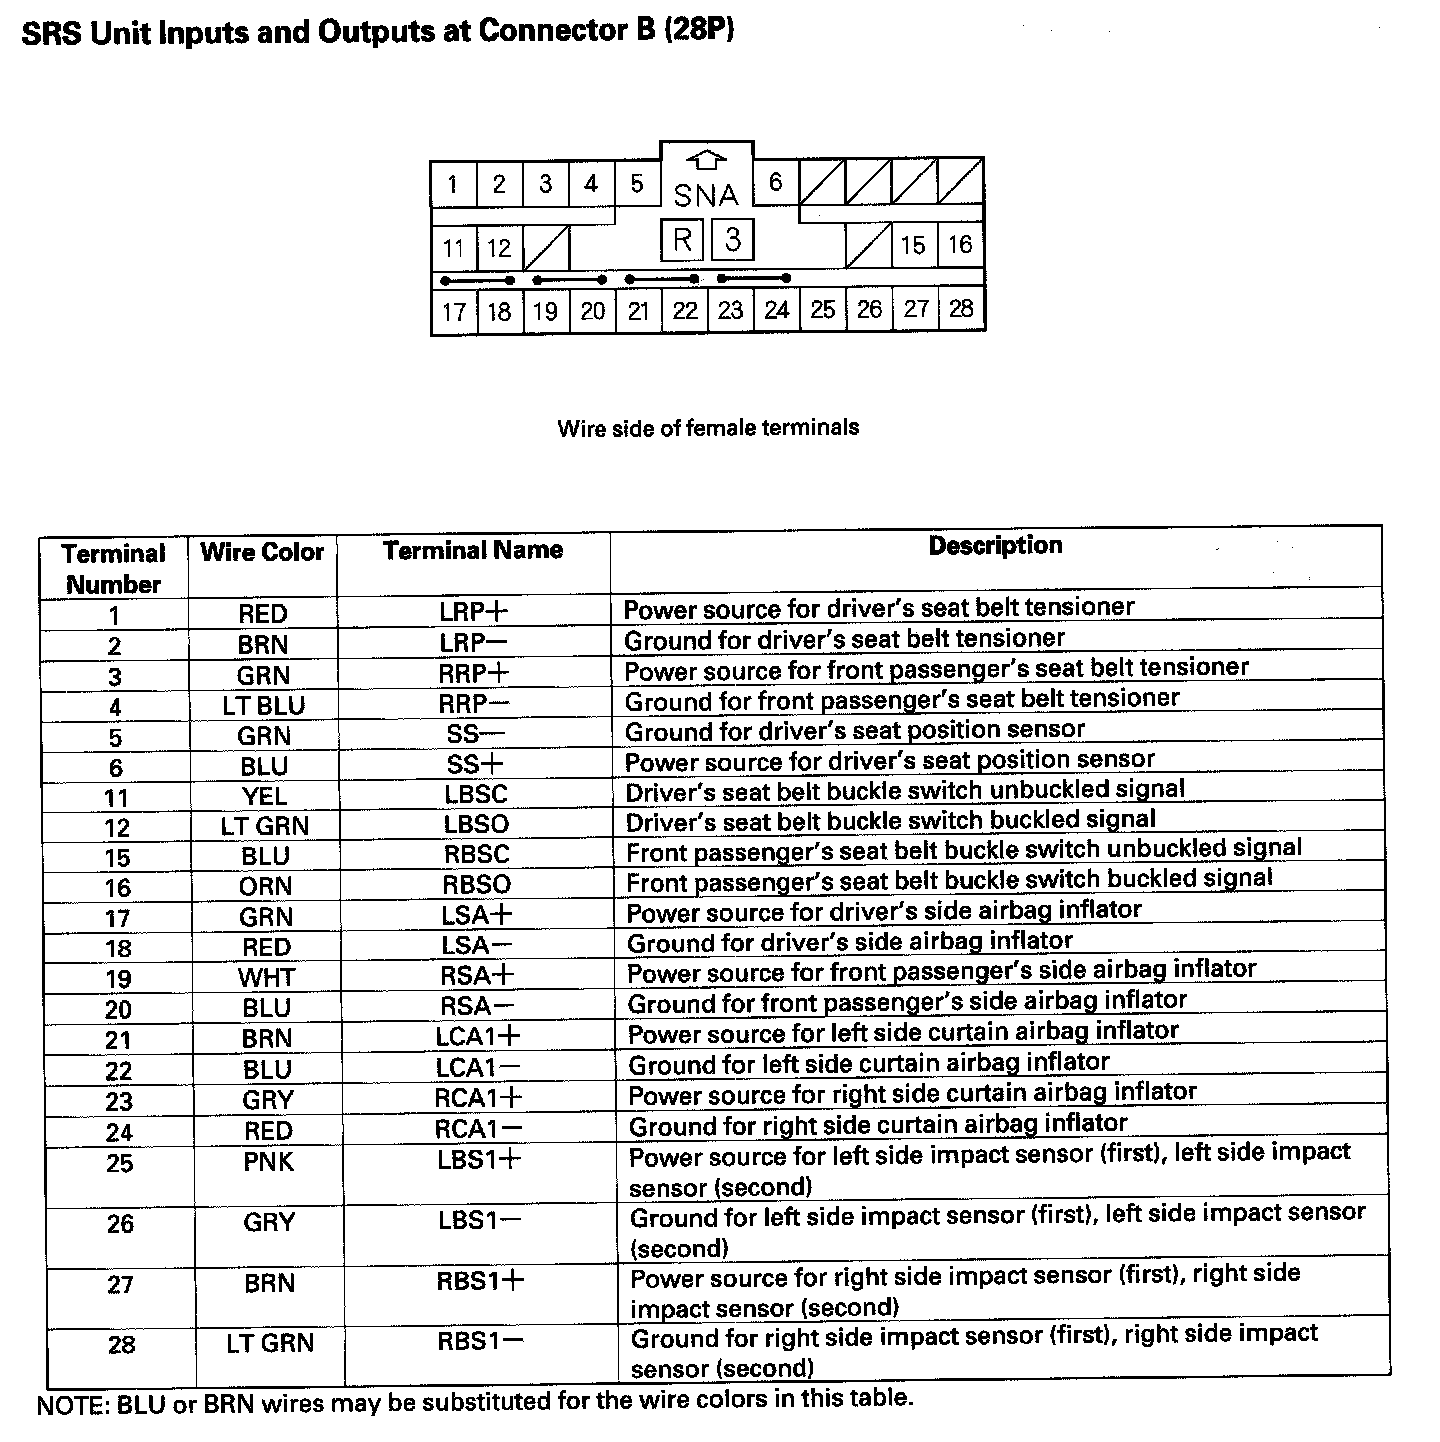 SRS Unit Inputs and Outputs at Connector B (28P)
1 2 3 4 5 SNA 6
11 12 R 3 15 16
17 18 19 20 21 22 23 24 25 26 27 28
Wire side of female terminals
Terminal Number Wire Color Terminal Name Description
1 RED LRP+ Power source for driver's seat belt tensioner
2 BRN LRP− Ground for driver's seat belt tensioner
3 GRN RRP+ Power source for front passenger's seat belt tensioner
4 LT BLU RRP− Ground for front passenger's seat belt tensioner
5 GRN SS− Ground for driver's seat position sensor
6 BLU SS+ Power source for driver's seat position sensor
11 YEL LBSC Driver's seat belt buckle switch unbuckled signal
12 LT GRN LBSO Driver's seat belt buckle switch buckled signal
15 BLU RBSC Front passenger's seat belt buckle switch unbuckled signal
16 ORN RBSO Front passenger's seat belt buckle switch buckled signal
17 GRN LSA+ Power source for driver's side airbag inflator
18 RED LSA− Ground for driver's side airbag inflator
19 WHT RSA+ Power source for front passenger's side airbag inflator
20 BLU RSA− Ground for front passenger's side airbag inflator
21 BRN LCA1+ Power source for left side curtain airbag inflator
22 BLU LCA1− Ground for left side curtain airbag inflator
23 GRY RCA1+ Power source for right side curtain airbag inflator
24 RED RCA1− Ground for right side curtain airbag inflator
25 PNK LBS1+ Power source for left side impact sensor (first), left side impact
sensor (second)
26 GRY LBS1− Ground for left side impact sensor (first), left side impact sensor
(second)
27 BRN RBS1+ Power source for right side impact sensor (first), right side
impact sensor (second)
28 LT GRN RBS1− Ground for right side impact sensor (first), right side impact
sensor (second)
NOTE: BLU or BRN wires may be substituted for the wire colors in this table.